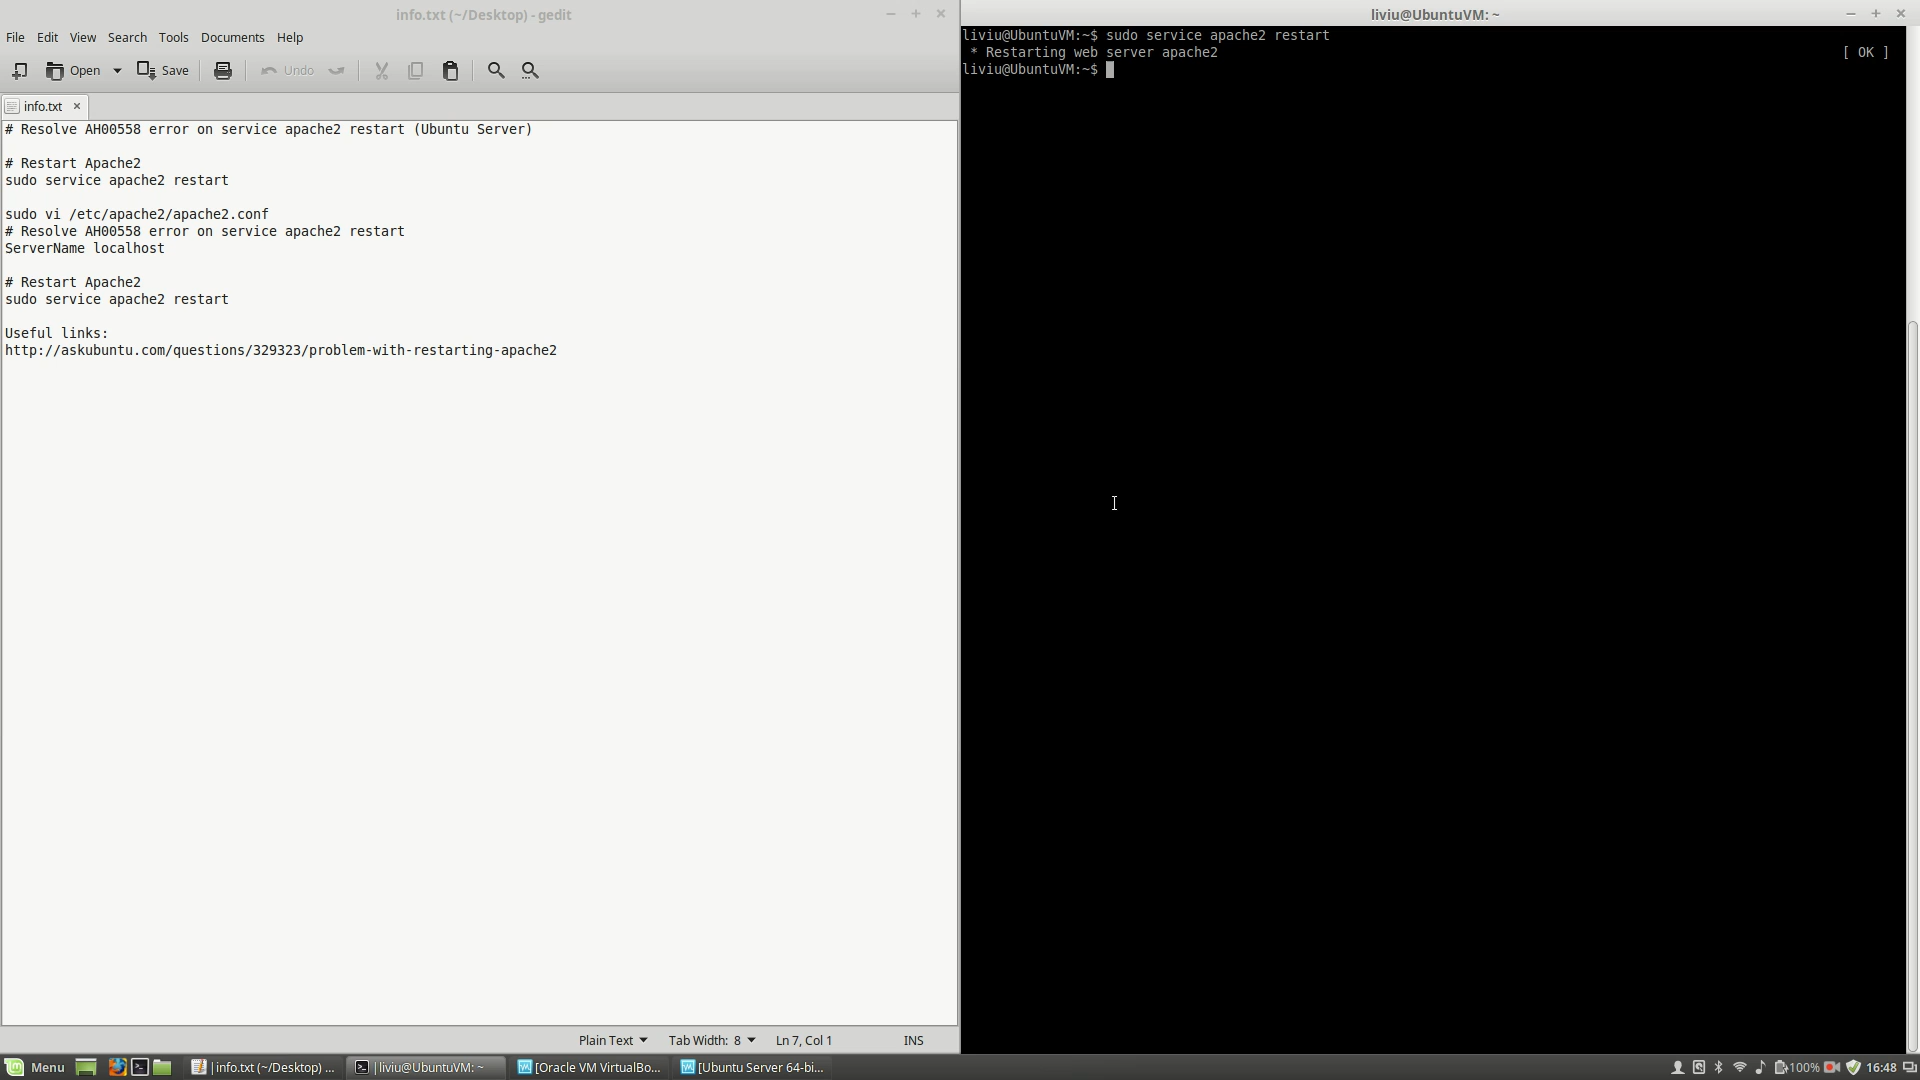 info.txt (~/Desktop) - gedit
File Edit View Search Tools Documents Help
Open Save Undo
info.txt
# Resolve AH00558 error on service apache2 restart (Ubuntu Server)
# Restart Apache2
sudo service apache2 restart
sudo vi /etc/apache2/apache2.conf
# Resolve AH00558 error on service apache2 restart
ServerName localhost
# Restart Apache2
sudo service apache2 restart
Useful links:
http://askubuntu.com/questions/329323/problem-with-restarting-apache2
Plain Text Tab Width: 8 Ln 7, Col 1 INS
liviu@UbuntuVM: ~
liviu@UbuntuVM:~$ sudo service apache2 restart
* Restarting web server apache2 [ OK ]
liviu@UbuntuVM:~$
Menu |info.txt (~/Desktop) ... |liviu@UbuntuVM: ~ [Oracle VM VirtualBo... [Ubuntu Server 64-bi... 100% 16:48